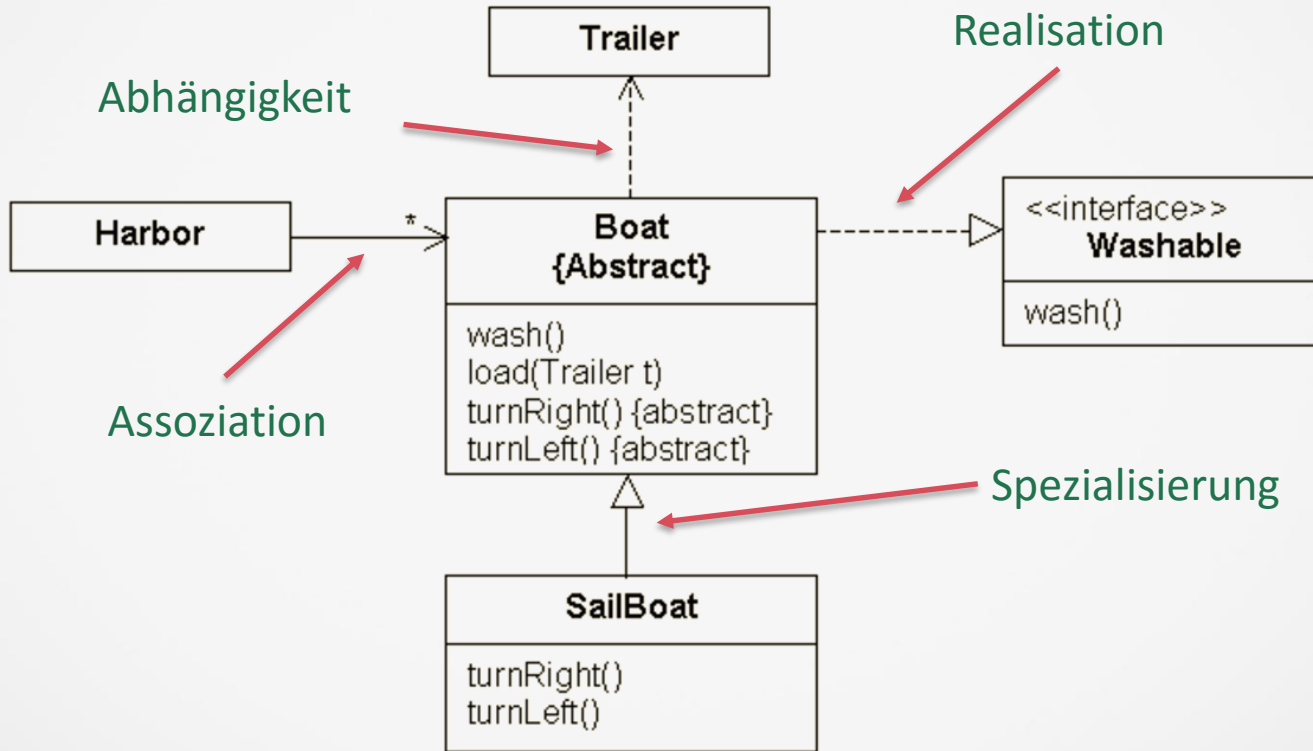 Trailer
Realisation
Abhängigkeit
Harbor
*
Boat
{Abstract}
wash()
load(Trailer t)
turnRight() {abstract}
turnLeft() {abstract}
<<interface>>
Washable
wash()
Assoziation
Spezialisierung
SailBoat
turnRight()
turnLeft()